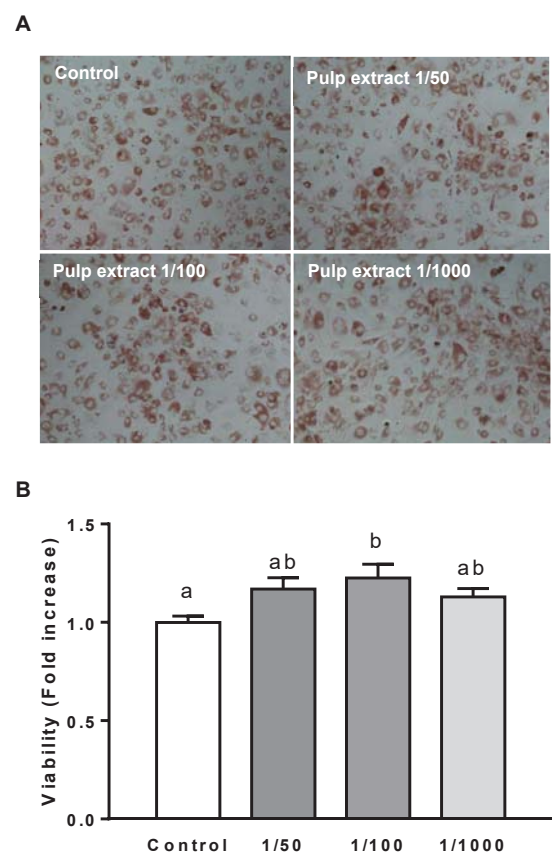 A
Control
Pulp extract 1/50
Pulp extract 1/100
Pulp extract 1/1000
B
Viability (Fold increase)
1.5
1.0
0.5
0.0
a
ab
b
ab
Control 1/50 1/100 1/1000